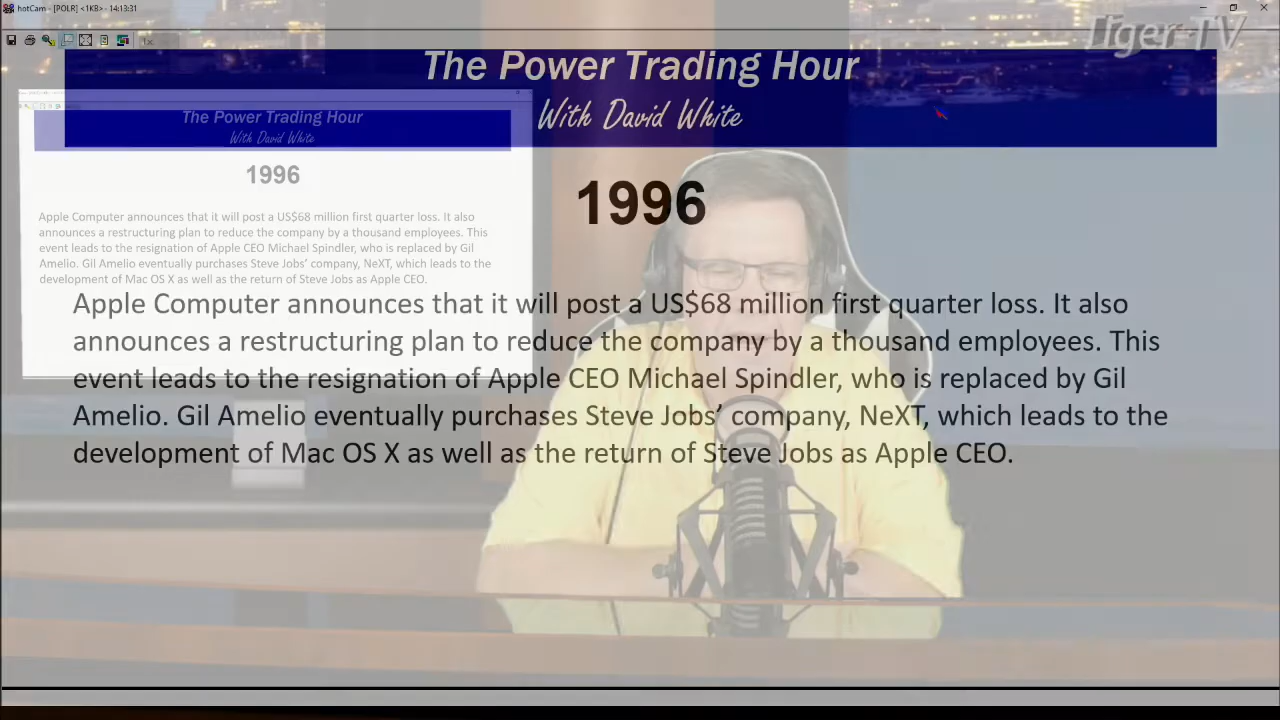 hotCam - [POLR] <1KB> - 14:13:31
Tiger-TV
The Power Trading Hour
With David White
1996
Apple Computer announces that it will post a US$68 million first quarter loss. It also
announces a restructuring plan to reduce the company by a thousand employees. This
event leads to the resignation of Apple CEO Michael Spindler, who is replaced by Gil
Amelio. Gil Amelio eventually purchases Steve Jobs’ company, NeXT, which leads to the
development of Mac OS X as well as the return of Steve Jobs as Apple CEO.
The Power Trading Hour
With David White
1996
Apple Computer announces that it will post a US$68 million first quarter loss. It also
announces a restructuring plan to reduce the company by a thousand employees. This
event leads to the resignation of Apple CEO Michael Spindler, who is replaced by Gil
Amelio. Gil Amelio eventually purchases Steve Jobs’ company, NeXT, which leads to the
development of Mac OS X as well as the return of Steve Jobs as Apple CEO.